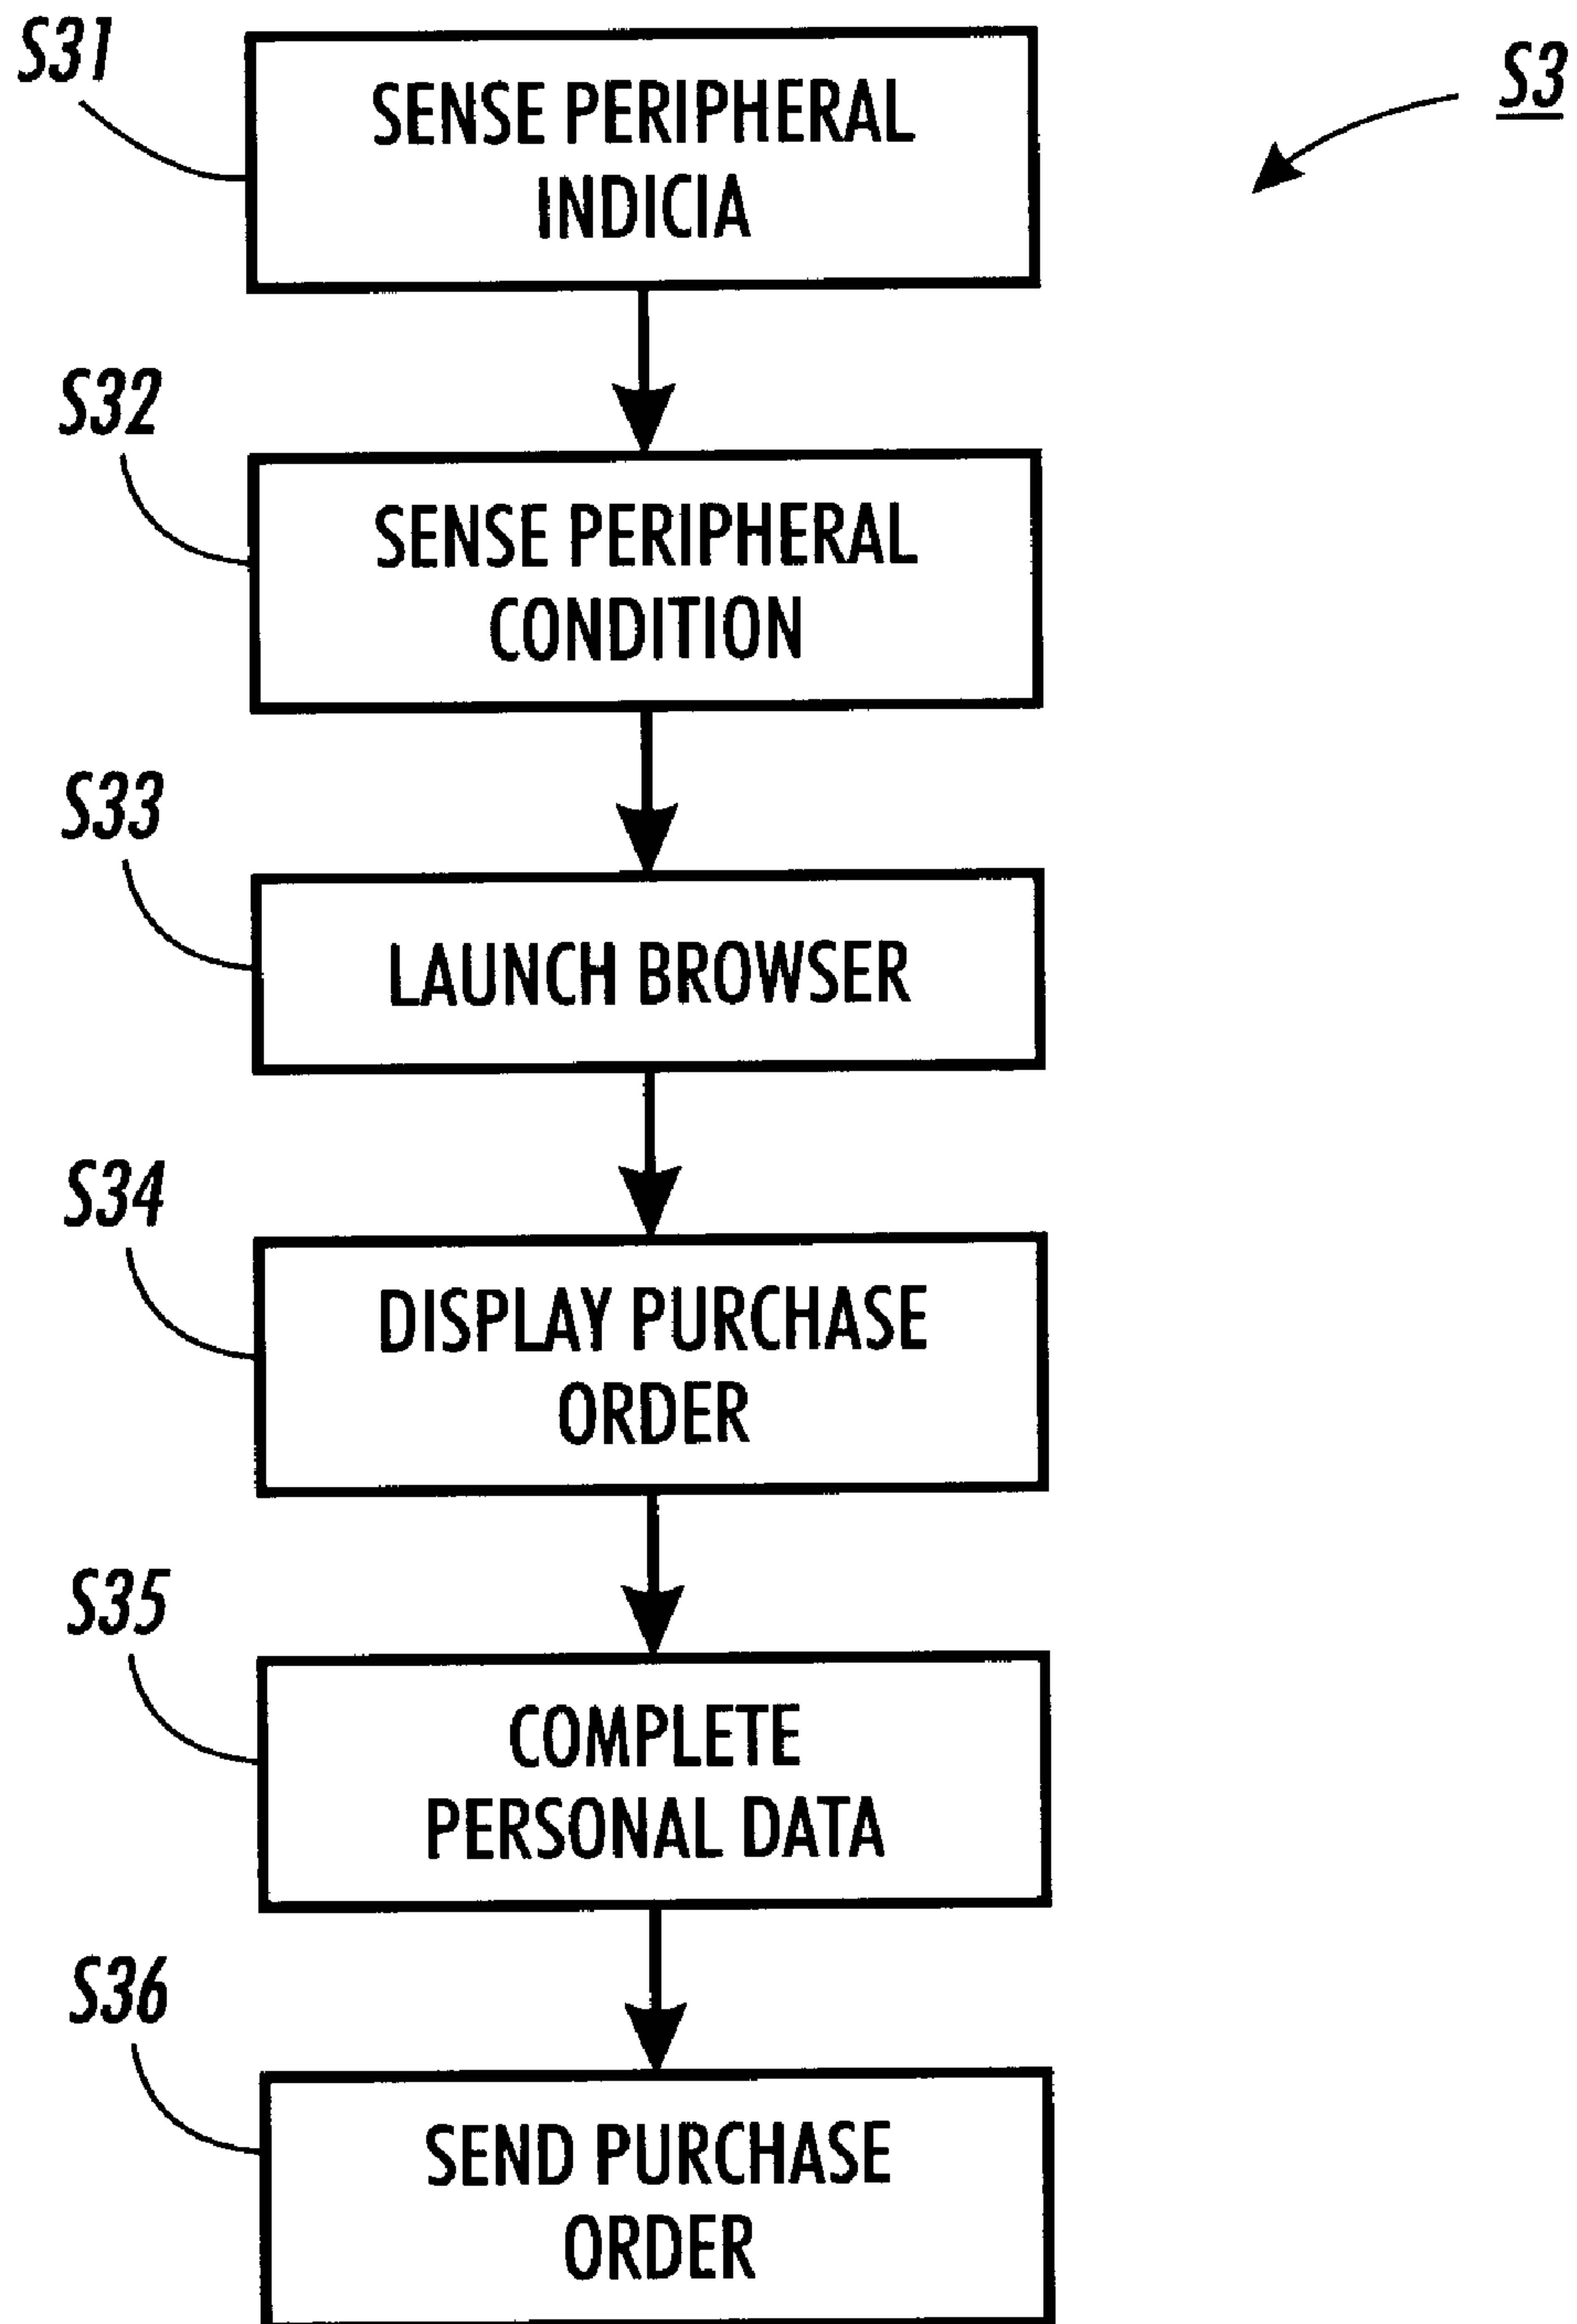 S31
S3
SENSE PERIPHERAL
INDICIA
S32
SENSE PERIPHERAL
CONDITION
S33
LAUNCH BROWSER
S34
DISPLAY PURCHASE
ORDER
S35
COMPLETE
PERSONAL DATA
S36
SEND PURCHASE
ORDER